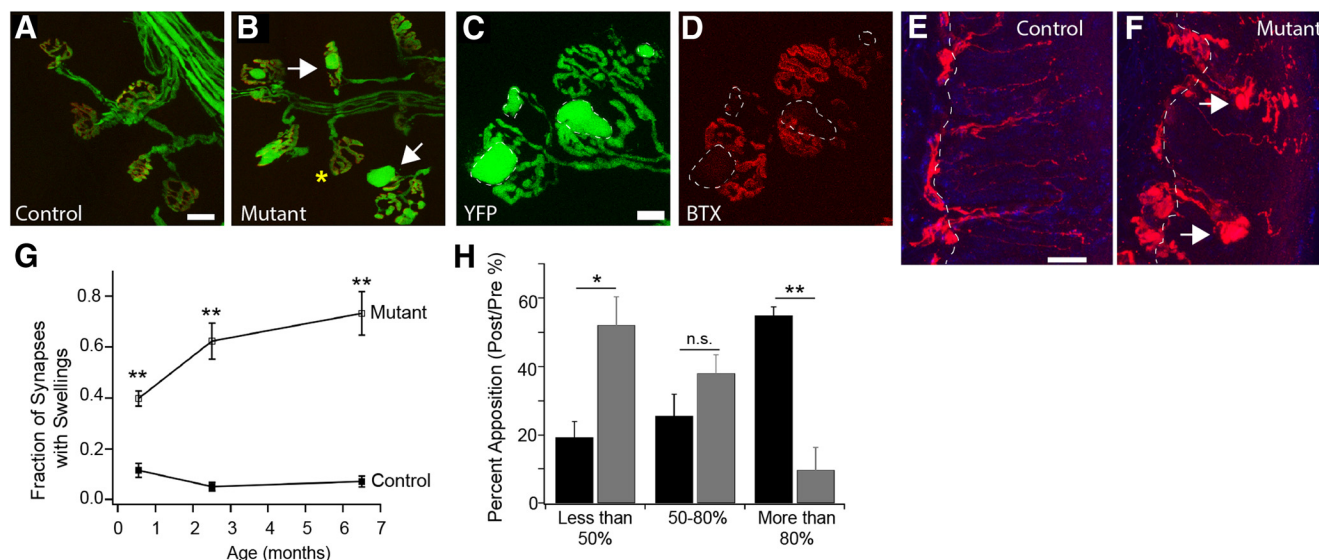 A
Control
B
*
Mutant
C
YFP
D
BTX
E
Control
F
Mutant
G
Fraction of Synapses
with Swellings
0.8
0.6
0.4
0.2
0.0
**
**
**
Mutant
Control
0 1 2 3 4 5 6 7
Age (months)
H
Percent Apposition (Post/Pre %)
60
40
20
0
*
n.s.
**
Less than
50%
50-80%
More than
80%